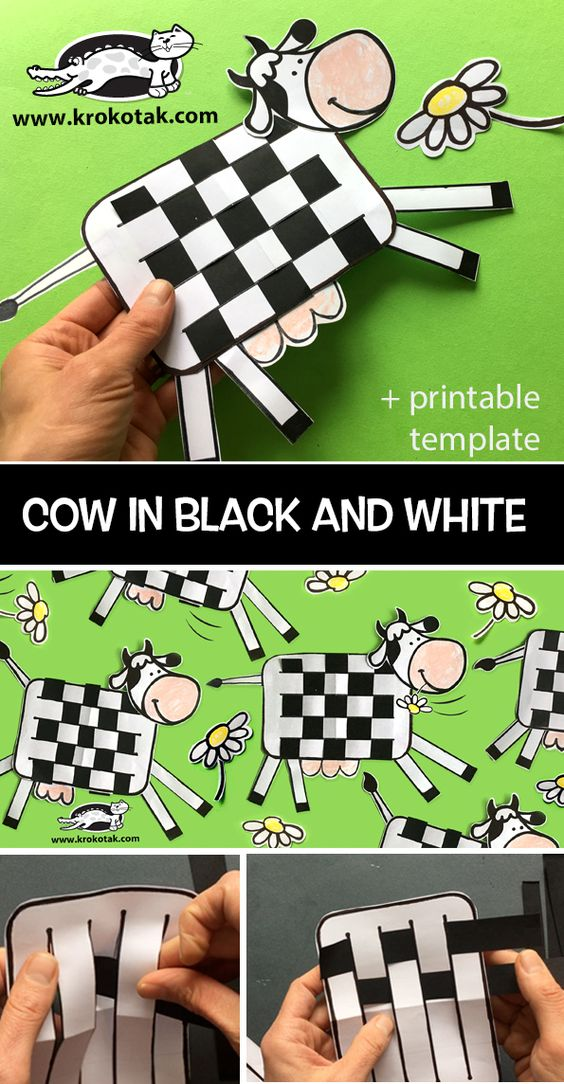 www.krokotak.com
+ printable
template
COW IN BLACK AND WHITE
www.krokotak.com